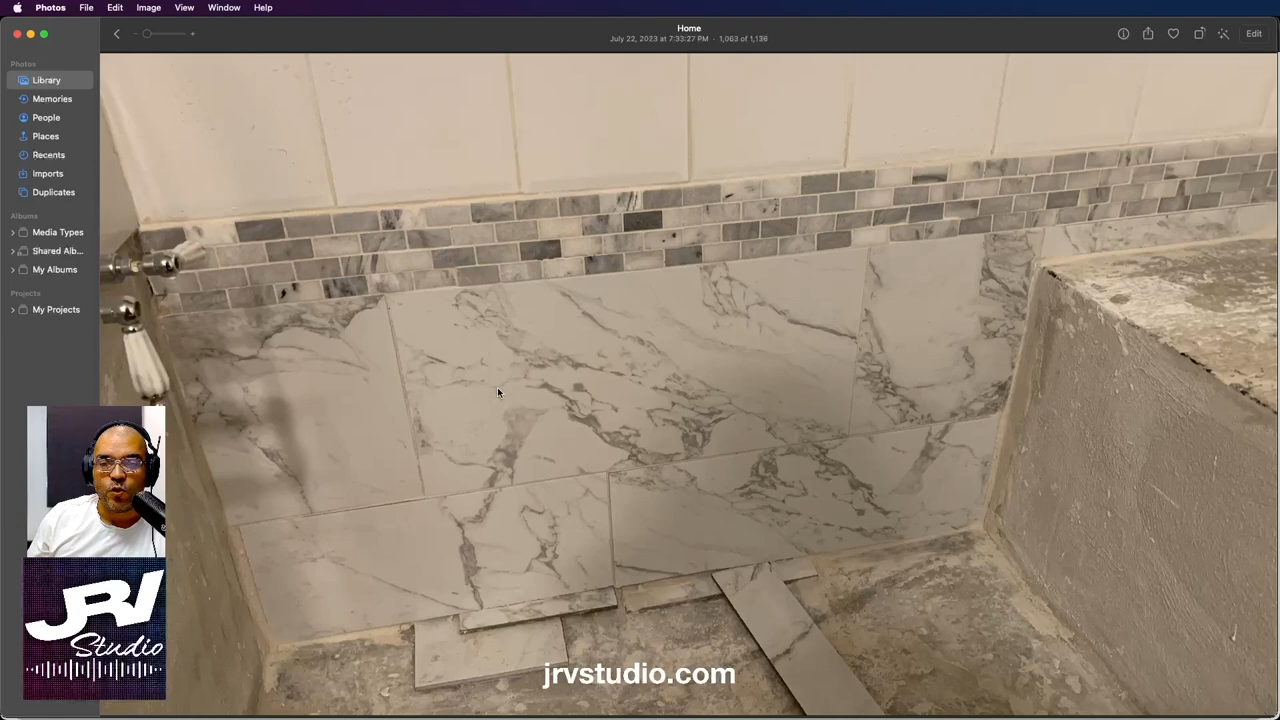 Photos File Edit Image View Window Help
Home
July 22, 2023 at 7:33:27 PM · 1,063 of 1,136
Edit
Photos
Library
Memories
People
Places
Recents
Imports
Duplicates
Albums
Media Types
Shared Alb...
My Albums
Projects
My Projects
JRV
Studio
jrvstudio.com